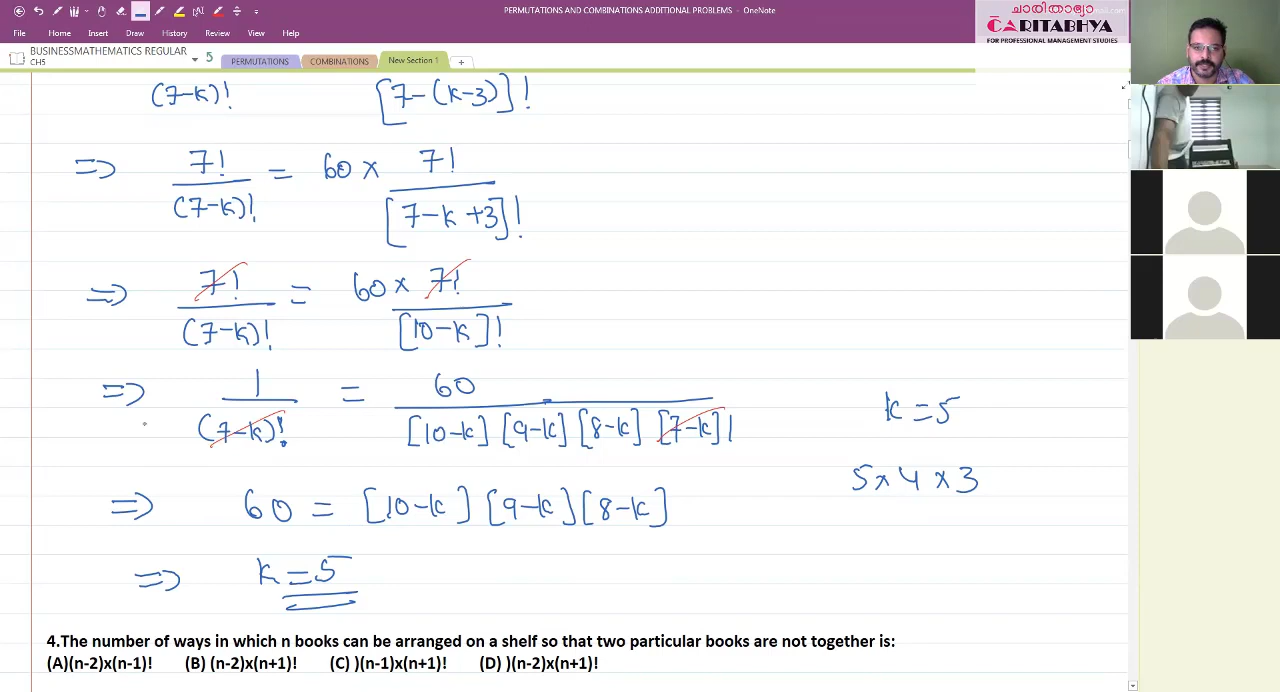 PERMUTATIONS AND COMBINATIONS ADDITIONAL PROBLEMS - OneNote
ചാരിതാഭ്യാ
CARITABHYA
FOR PROFESSIONAL MANAGEMENT STUDIES
File Home Insert Draw History Review View Help
BUSINESSMATHEMATICS REGULAR
CH5
PERMUTATIONS COMBINATIONS New Section 1 +
(7-k)! [7-(k-3)]!
=> 7! / (7-k)! = 60 x 7! / [7-k+3]!
=> 7! / (7-k)! = 60 x 7! / [10-k]!
=> 1 / (7-k)! = 60 / [10-k] [9-k] [8-k] [7-k]!
k = 5
5 x 4 x 3
=> 60 = [10-k] [9-k] [8-k]
=> k = 5
4.The number of ways in which n books can be arranged on a shelf so that two particular books are not together is:
(A)(n-2)x(n-1)! (B) (n-2)x(n+1)! (C) )(n-1)x(n+1)! (D) )(n-2)x(n+1)!